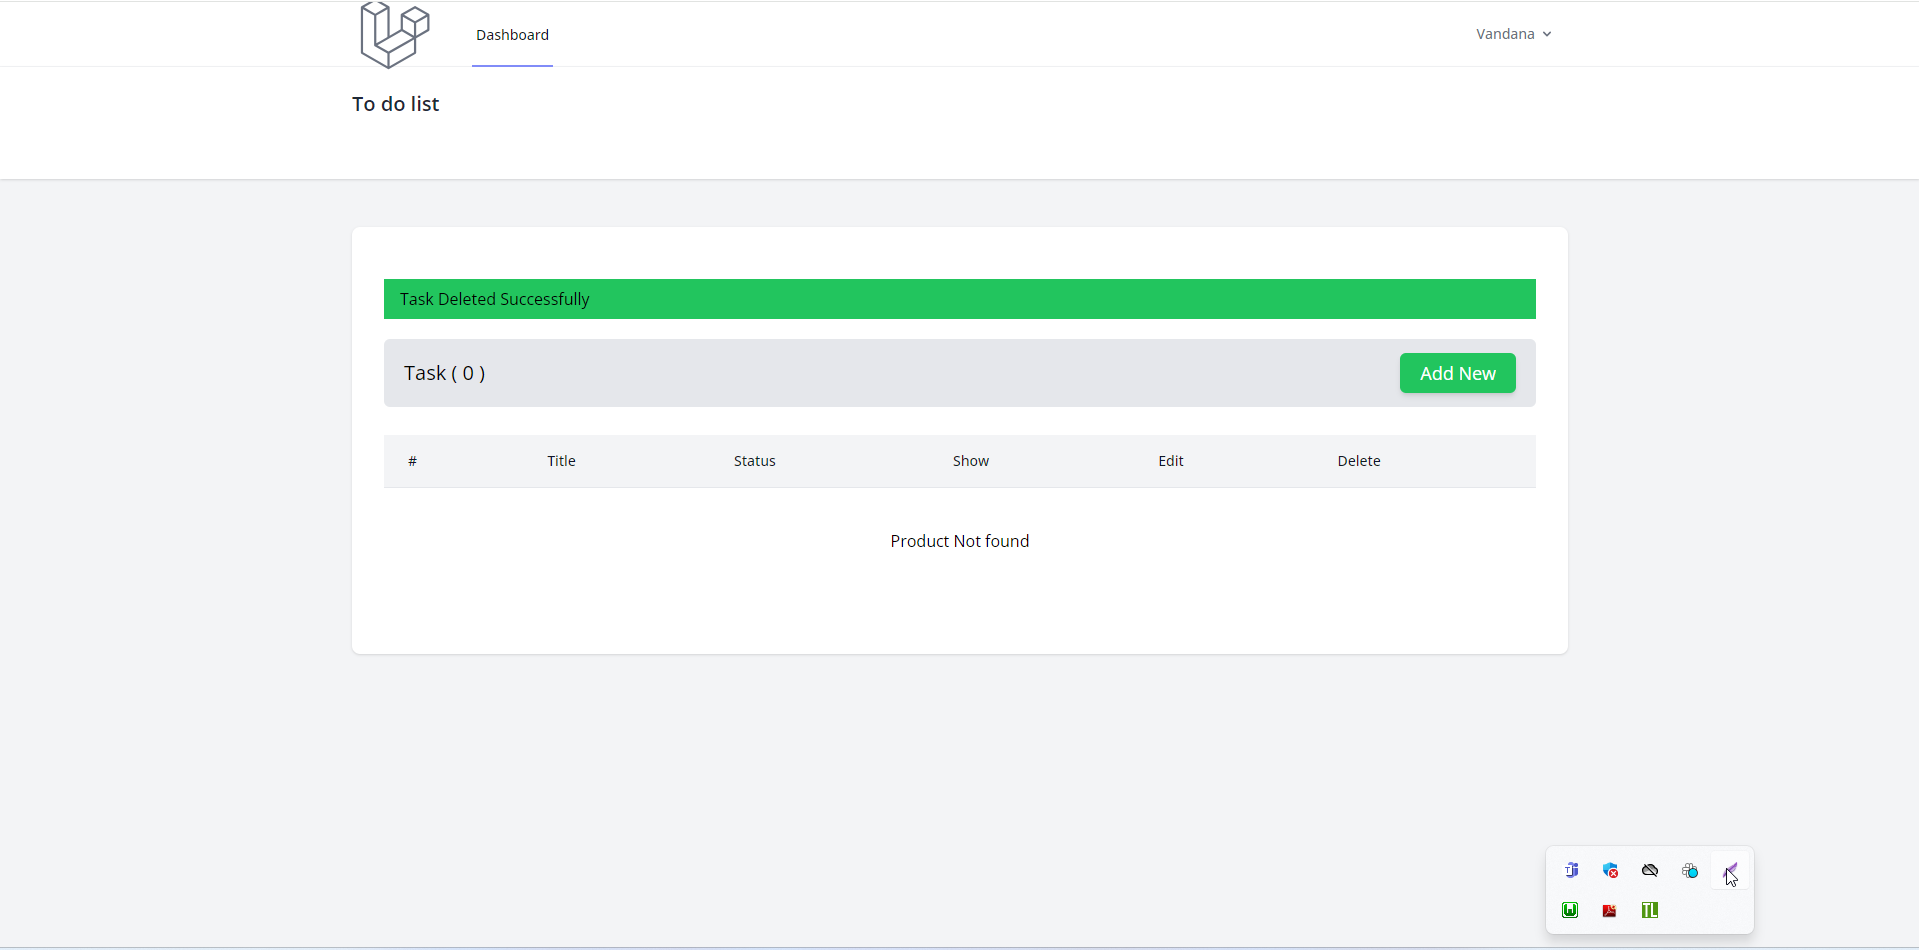 Dashboard
Vandana
To do list
Task Deleted Successfully
Task ( 0 )
Add New
# Title Status Show Edit Delete
Product Not found